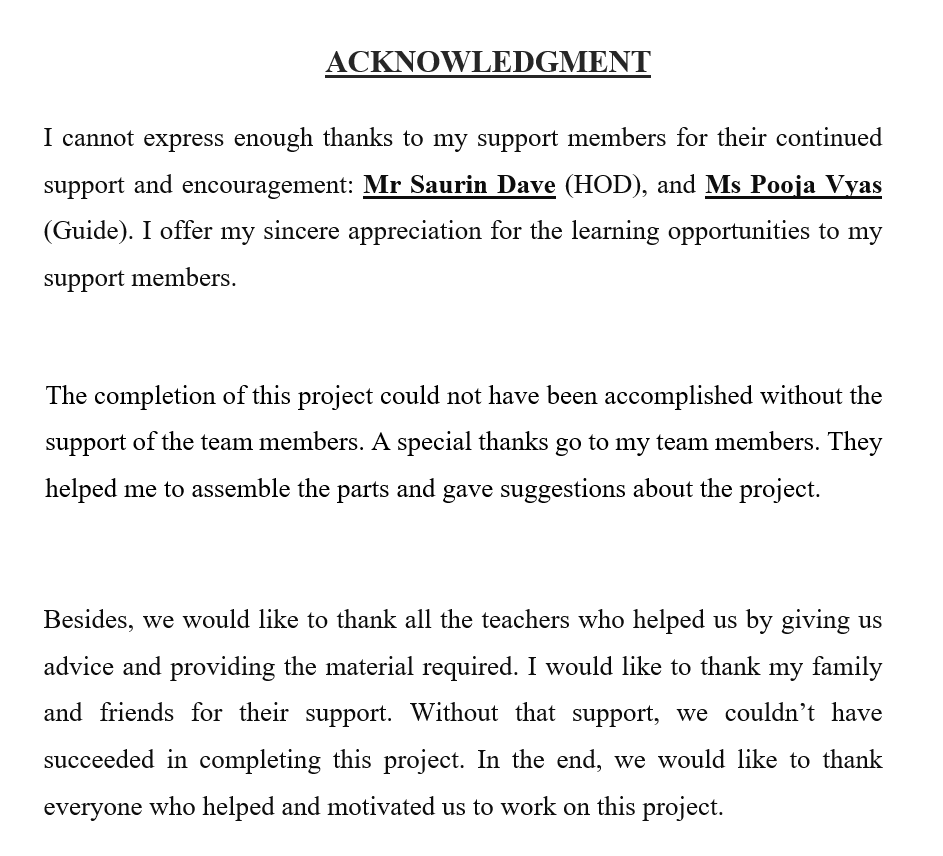 ACKNOWLEDGMENT
I cannot express enough thanks to my support members for their continued
support and encouragement: Mr Saurin Dave (HOD), and Ms Pooja Vyas
(Guide). I offer my sincere appreciation for the learning opportunities to my
support members.
The completion of this project could not have been accomplished without the
support of the team members. A special thanks go to my team members. They
helped me to assemble the parts and gave suggestions about the project.
Besides, we would like to thank all the teachers who helped us by giving us
advice and providing the material required. I would like to thank my family
and friends for their support. Without that support, we couldn’t have
succeeded in completing this project. In the end, we would like to thank
everyone who helped and motivated us to work on this project.